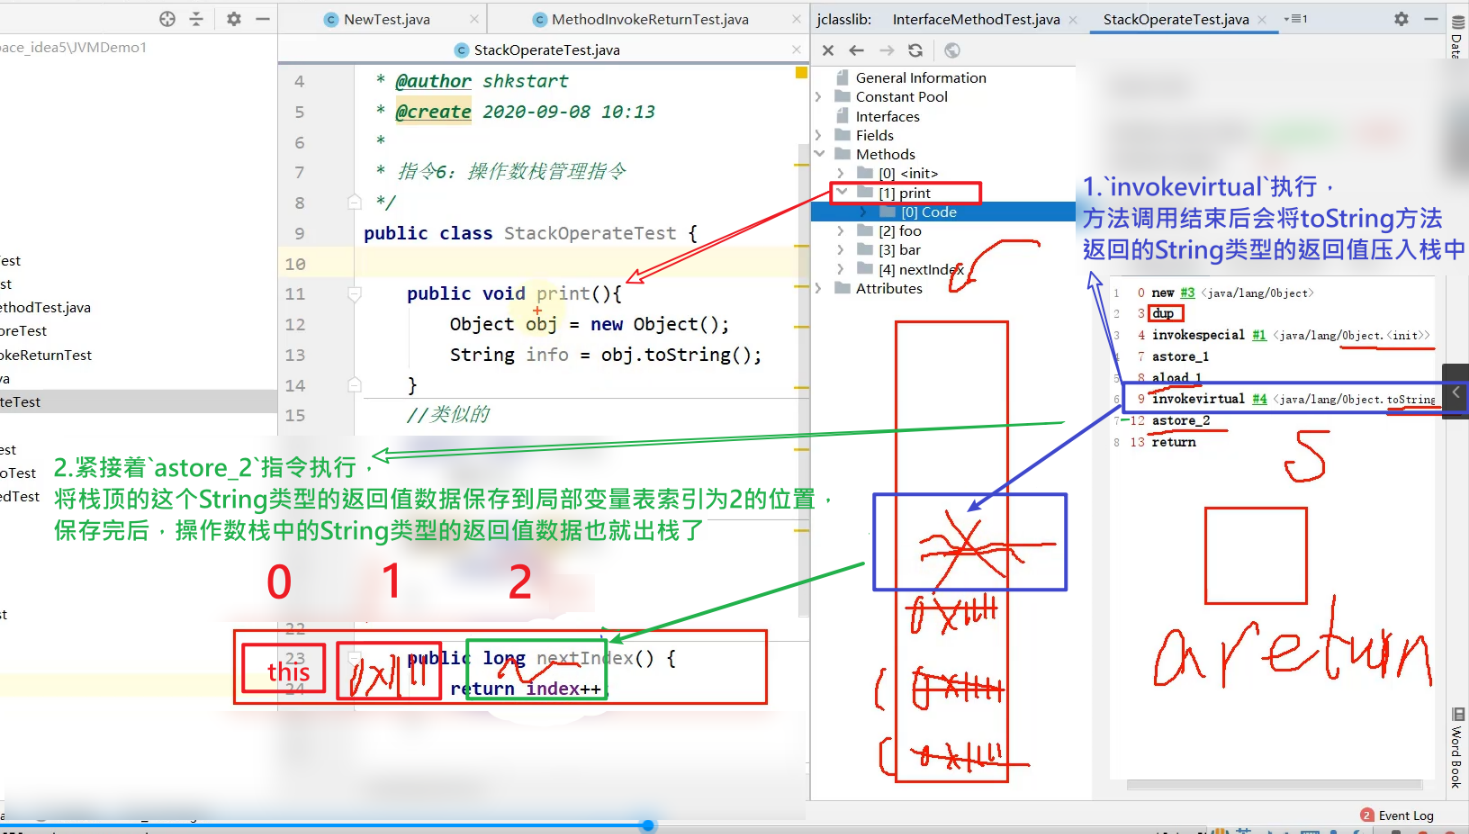 NewTest.java
MethodInvokeReturnTest.java
jclasslib:
InterfaceMethodTest.java
StackOperateTest.java
1
ace_idea5\JVMDemo1
StackOperateTest.java
Data
4 * @author shkstart
5 * @create 2020-09-08 10:13
6 *
7 * 指令6：操作数栈管理指令
8 */
9 public class StackOperateTest {
10
11 public void print(){
12 Object obj = new Object();
13 String info = obj.toString();
14 }
15 //类似的
22
23 public long nextIndex() {
24 return index++;
General Information
Constant Pool
Interfaces
Fields
Methods
[0] <init>
[1] print
[0] Code
[2] foo
[3] bar
[4] nextIndex
Attributes
1.`invokevirtual`执行，
方法调用结束后会将toString方法
返回的String类型的返回值压入栈中
1 0 new #3 <java/lang/Object>
2 3 dup
3 4 invokespecial #1 <java/lang/Object.<init>>
4 7 astore_1
5 8 aload_1
6 9 invokevirtual #4 <java/lang/Object.toString
7 12 astore_2
8 13 return
est
st
ethodTest.java
oreTest
okeReturnTest
va
teTest
est
oTest
edTest
st
2.紧接着`astore_2`指令执行，
将栈顶的这个String类型的返回值数据保存到局部变量表索引为2的位置，
保存完后，操作数栈中的String类型的返回值数据也就出栈了
0 1 2
this
0x1111
0x1111
0x1111
0x1111
5
areturn
Word Book
2 Event Log